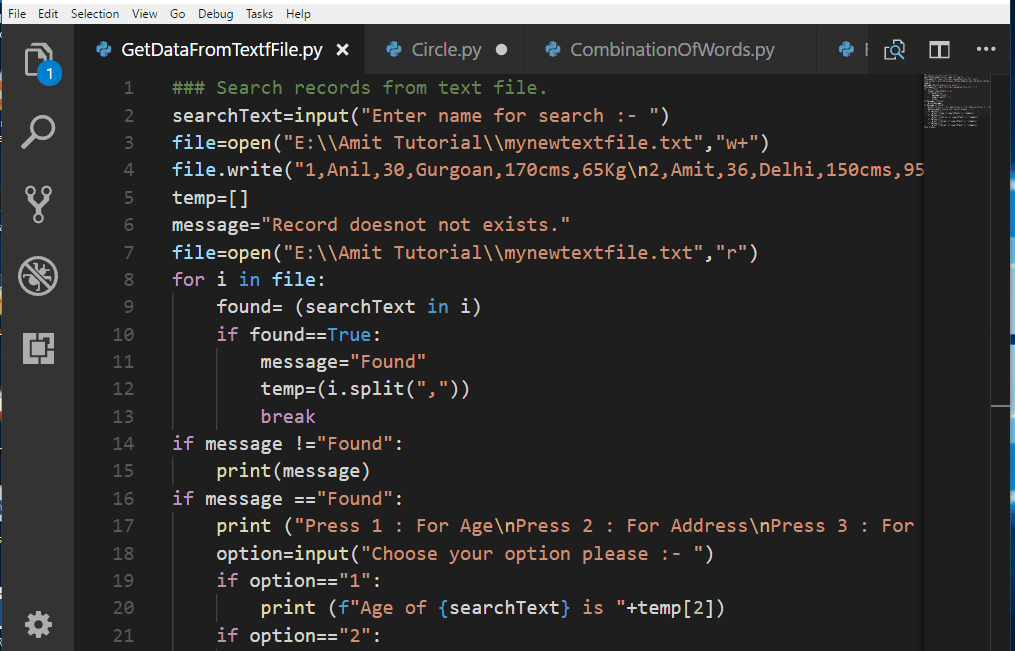 File Edit Selection View Go Debug Tasks Help
GetDataFromTextfFile.py Circle.py CombinationOfWords.py
1
1 ### Search records from text file.
2 searchText=input("Enter name for search :- ")
3 file=open("E:\\Amit Tutorial\\mynewtextfile.txt","w+")
4 file.write("1,Anil,30,Gurgoan,170cms,65Kg\n2,Amit,36,Delhi,150cms,95
5 temp=[]
6 message="Record doesnot not exists."
7 file=open("E:\\Amit Tutorial\\mynewtextfile.txt","r")
8 for i in file:
9 found= (searchText in i)
10 if found==True:
11 message="Found"
12 temp=(i.split(","))
13 break
14 if message !="Found":
15 print(message)
16 if message =="Found":
17 print ("Press 1 : For Age\nPress 2 : For Address\nPress 3 : For
18 option=input("Choose your option please :- ")
19 if option=="1":
20 print (f"Age of {searchText} is "+temp[2])
21 if option=="2":